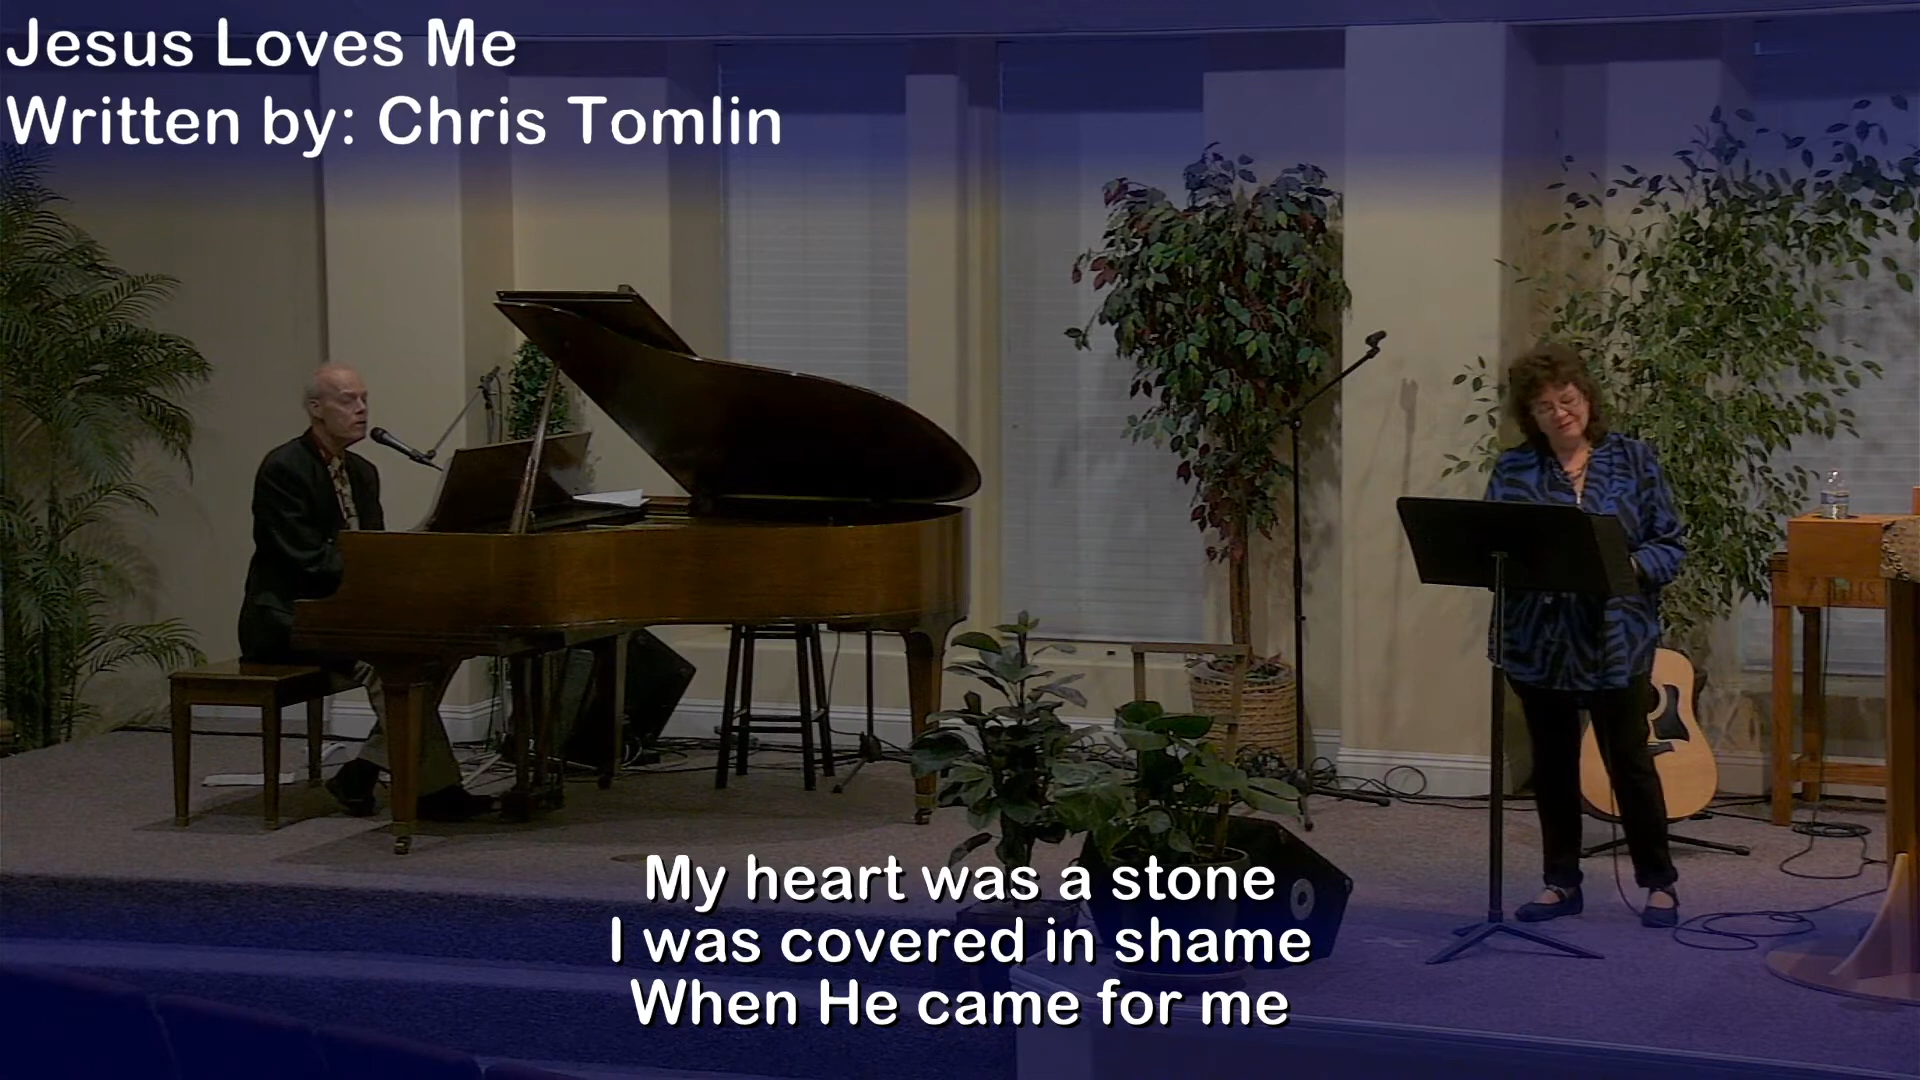 Jesus Loves Me
Written by: Chris Tomlin
My heart was a stone
I was covered in shame
When He came for me